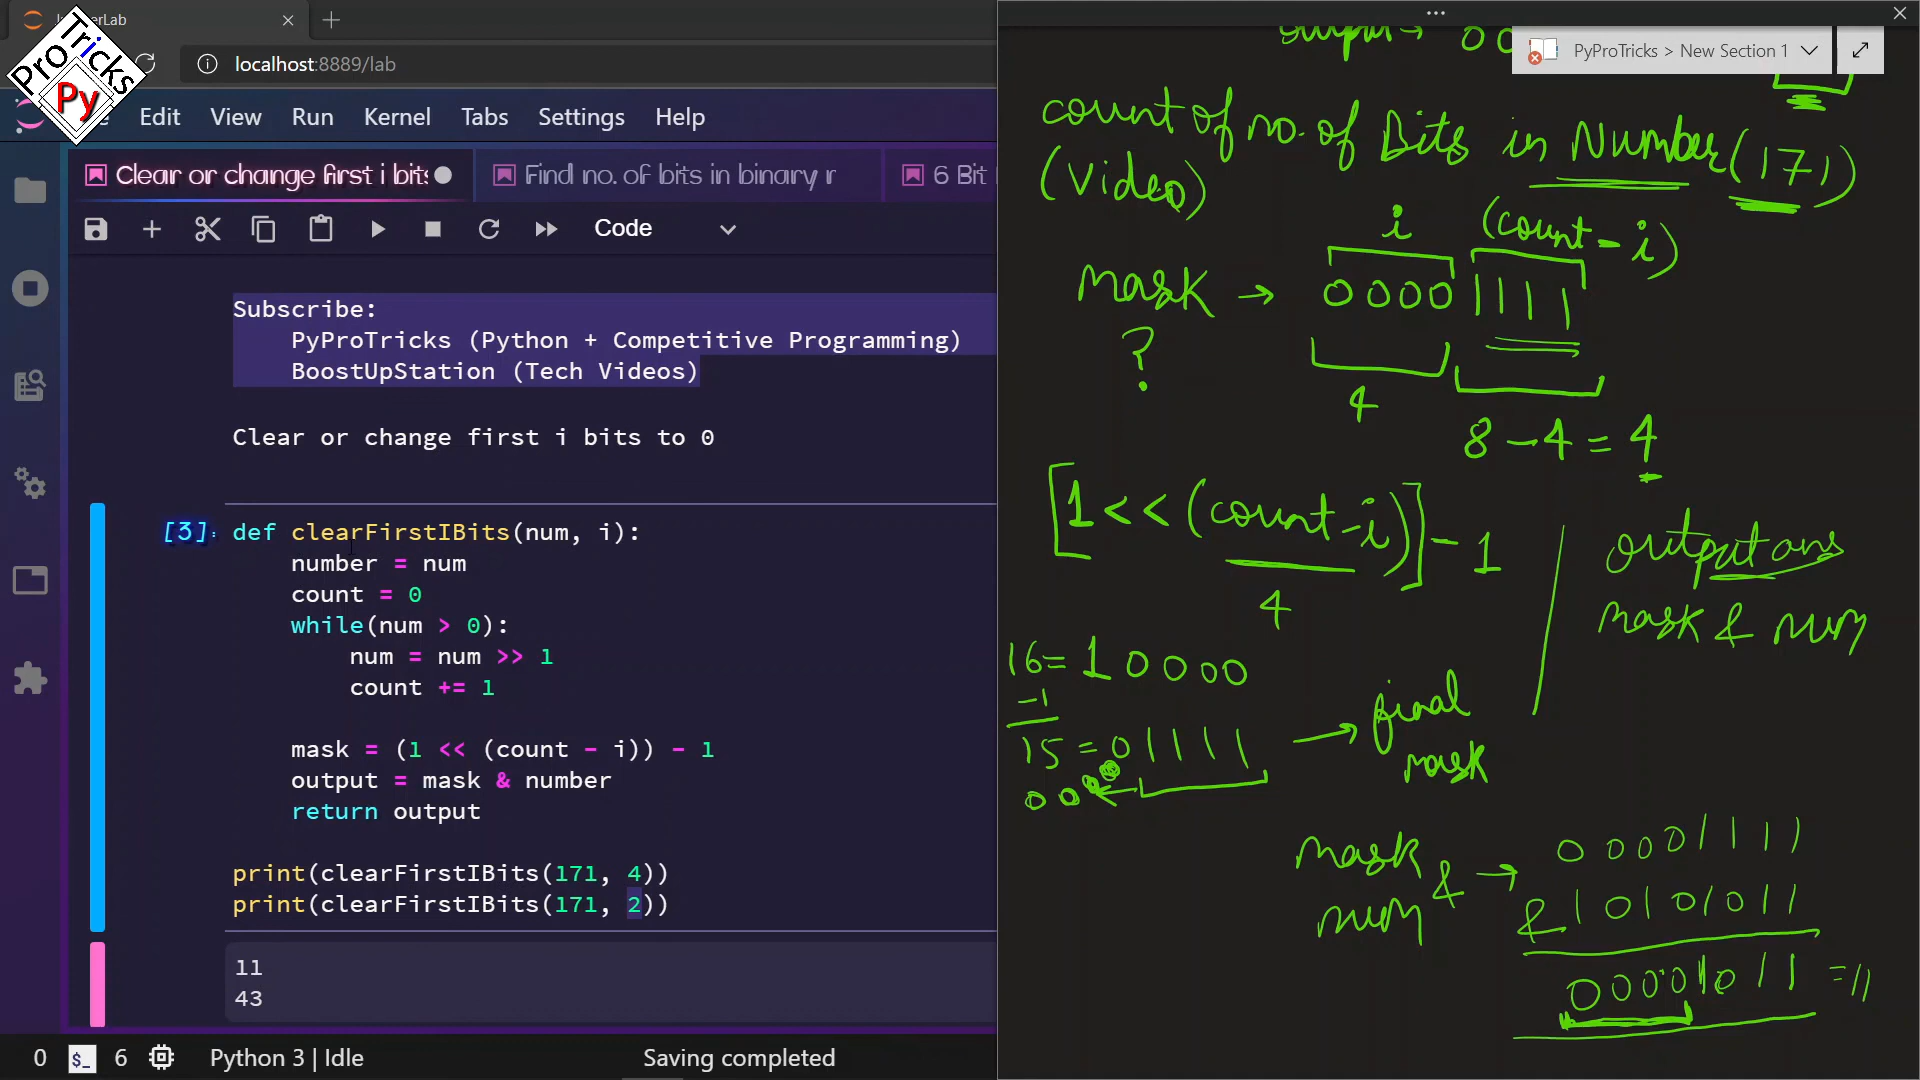 ProTricks
Py
localhost:8889/lab
Edit View Run Kernel Tabs Settings Help
Clear or change first i bits
Find no. of bits in binary r
6 Bit
Code
Subscribe:
PyProTricks (Python + Competitive Programming)
BoostUpStation (Tech Videos)
Clear or change first i bits to 0
[3]: def clearFirstIBits(num, i):
number = num
count = 0
while(num > 0):
num = num >> 1
count += 1
mask = (1 << (count - i)) - 1
output = mask & number
return output
print(clearFirstIBits(171, 4))
print(clearFirstIBits(171, 2))
11
43
0 $_ 6 Python 3 | Idle Saving completed
PyProTricks > New Section 1
output → 00
count of no. of Bits in Number (171)
(video)
i (count - i)
mask → 0000 1111
?
4
8 - 4 = 4
[1 << (count - i)] - 1
4
output ans
mask & num
16 = 10000
-1
15 = 01111 → final
mask
00
mask
num & → 00001111
& 10101011
00001011 = 11